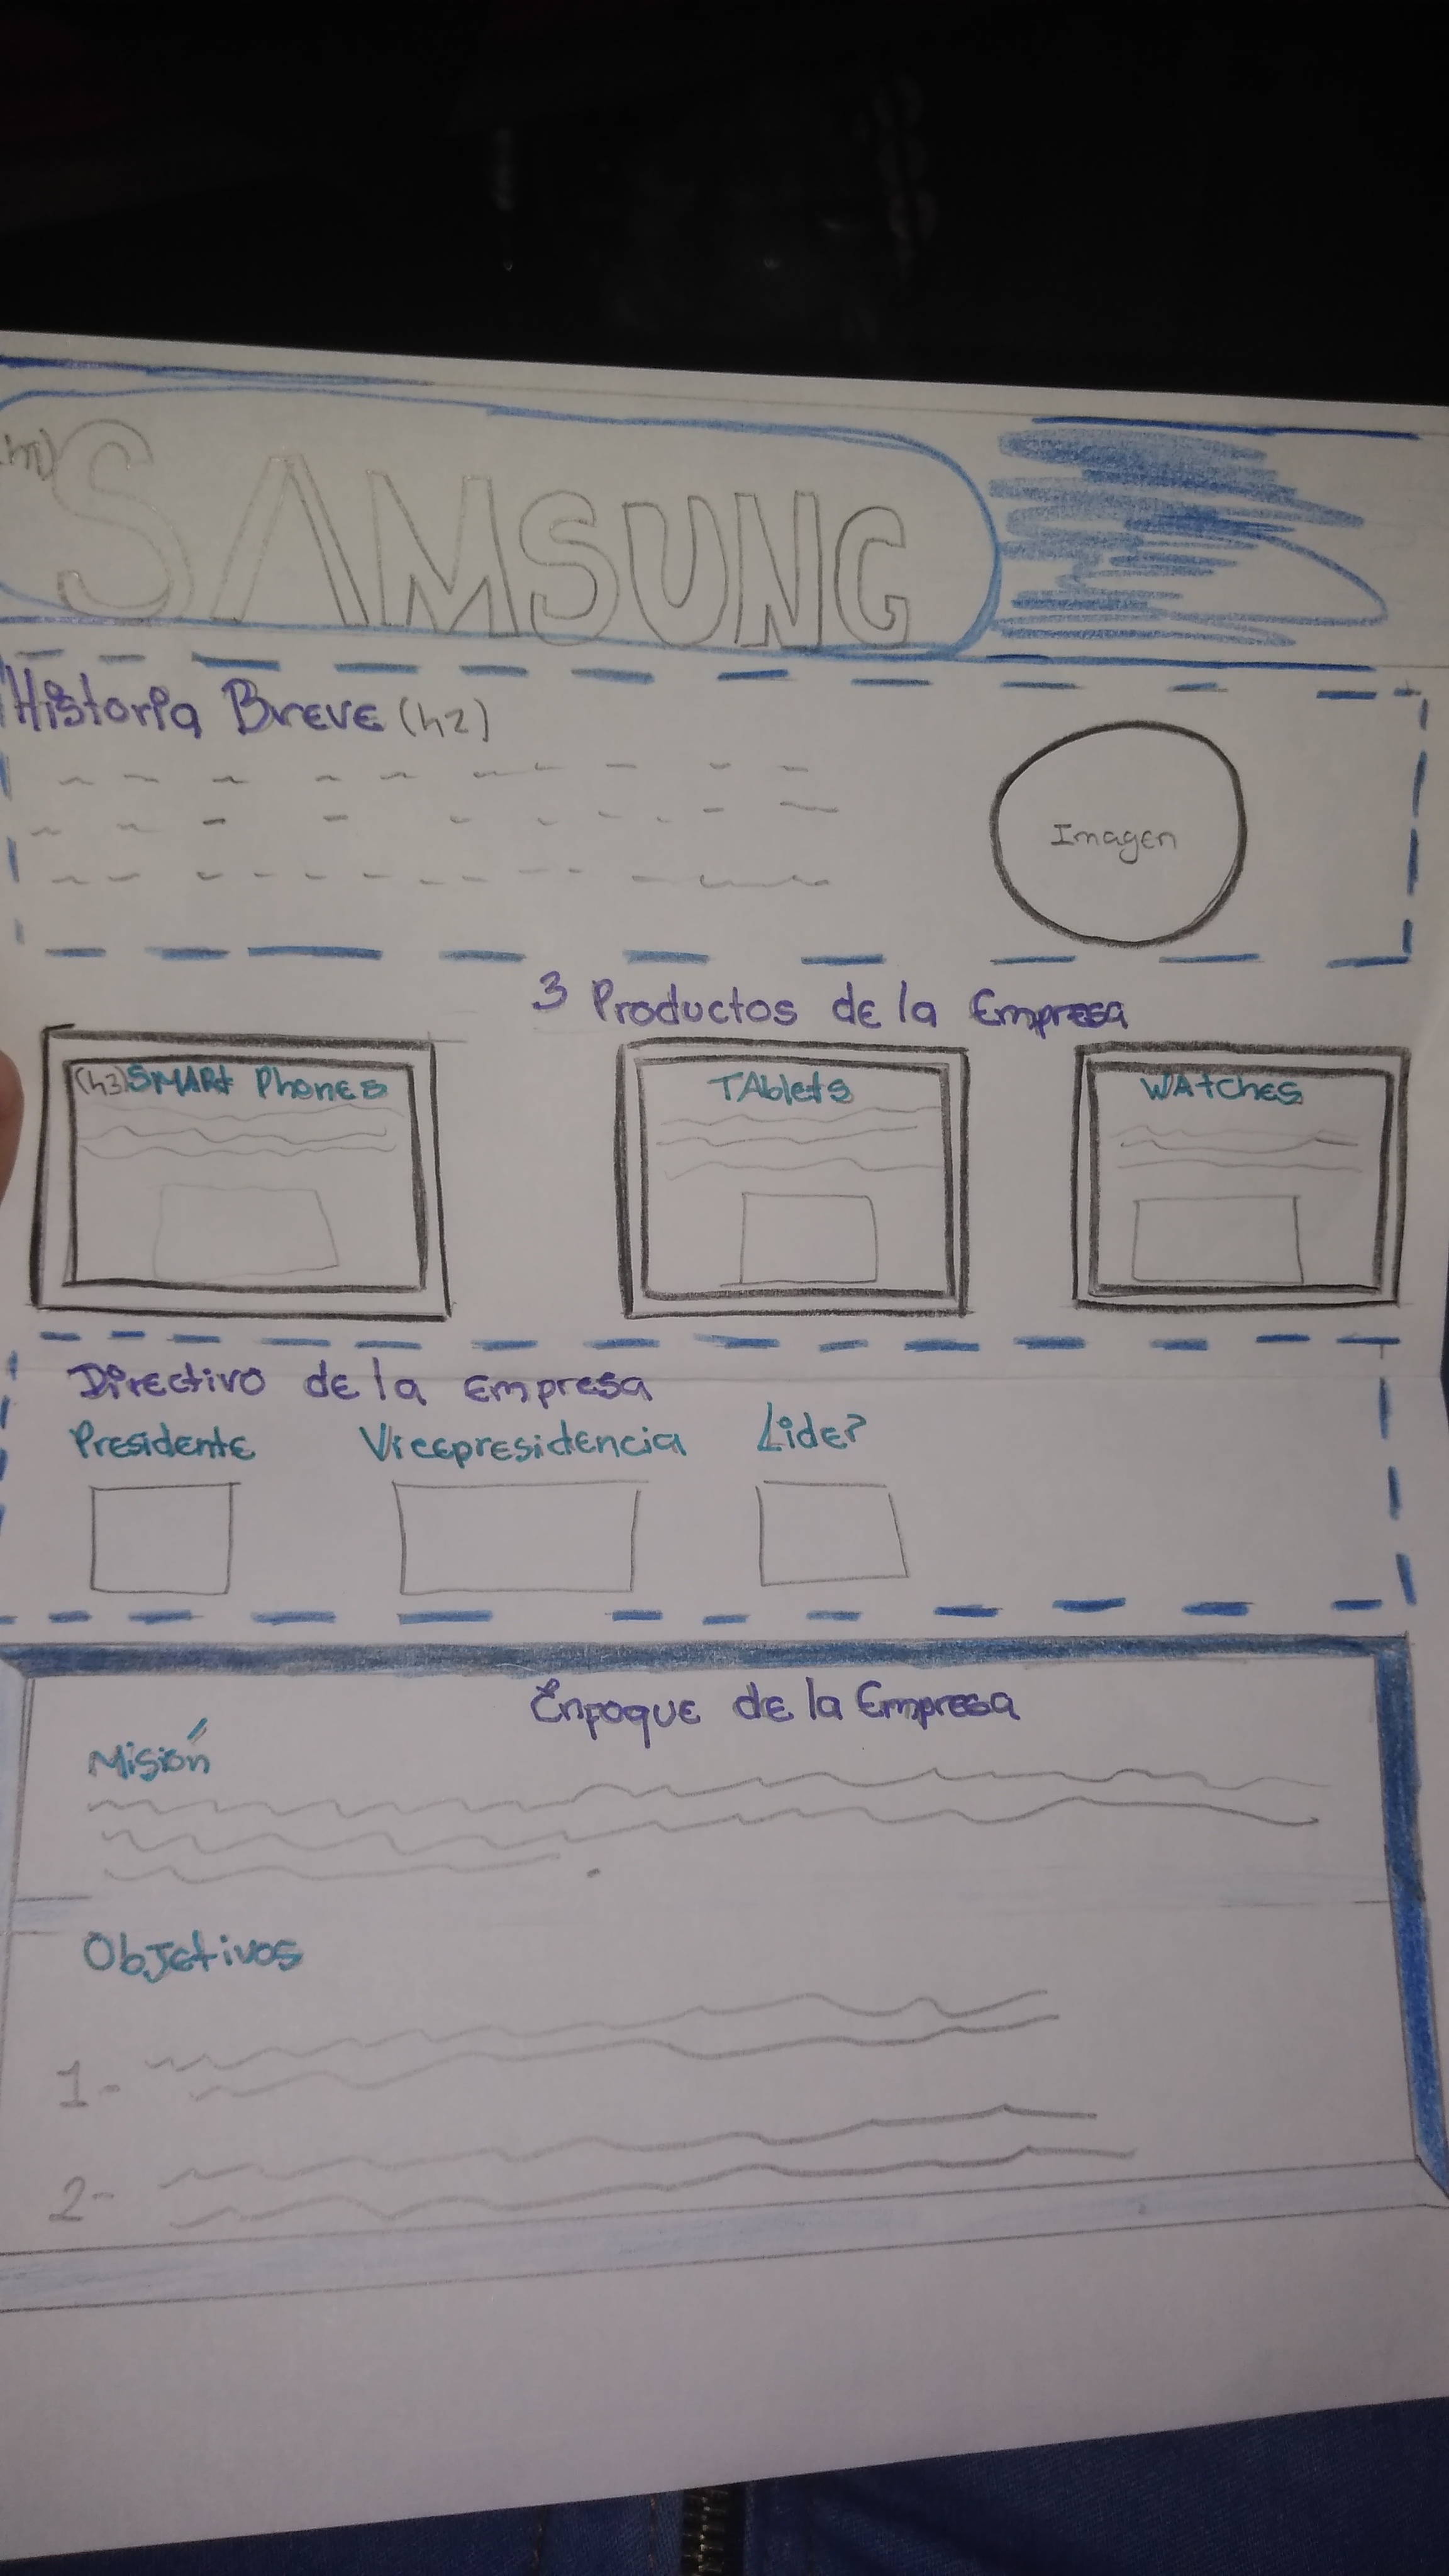 SAMSUNG
Historia Breve (h2)
Imagen
3 Productos de la Empresa
(h3) SMARt PhonEs
TAblets
WAtches
Directivo de la empresa
Presidente Vicepresidencia Lider
Enfoque de la Empresa
Misión
Objetivos
1-
2-